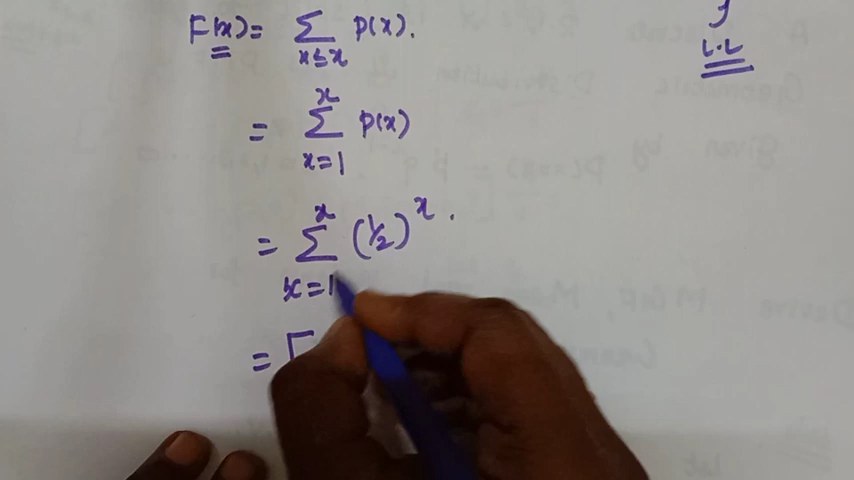 F(x) = ∑ p(x).
x≤x
= ∑ p(x)
x
x=1
= ∑ (1/2)^x.
x
x=1
= [
L.L